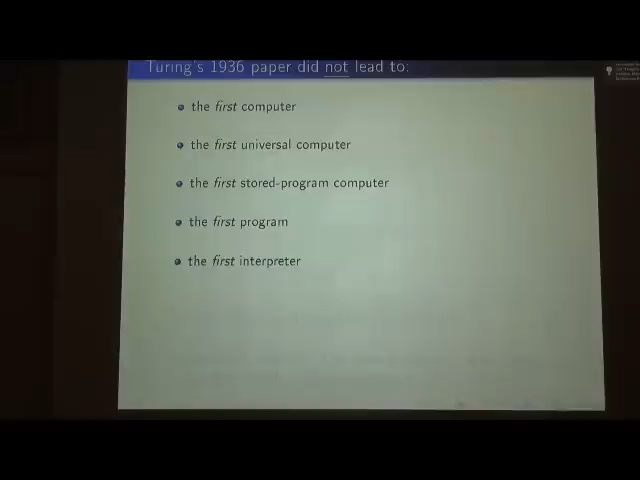 Turing's 1936 paper did not lead to:
the first computer
the first universal computer
the first stored-program computer
the first program
the first interpreter